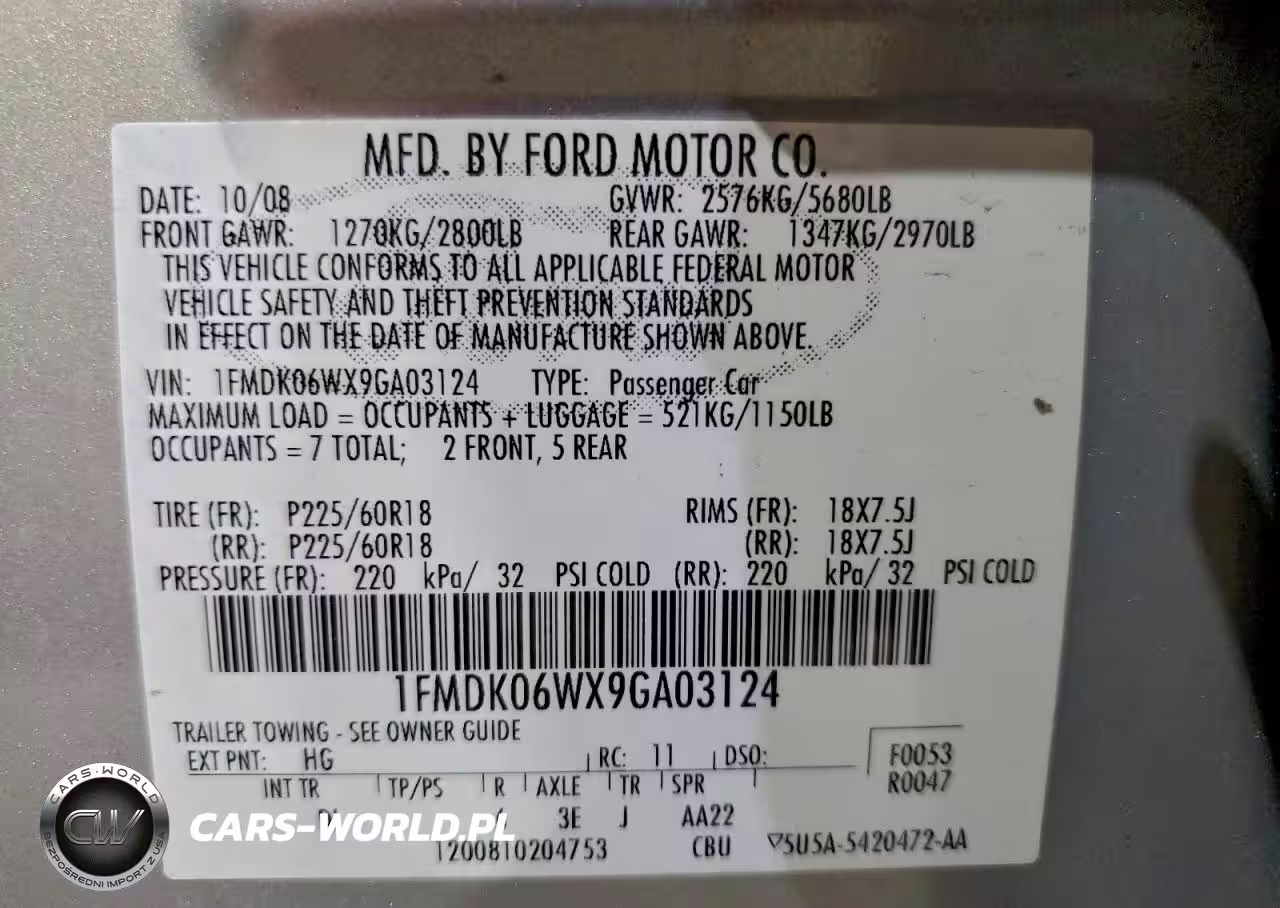 MFD. BY FORD MOTOR CO.
DATE: 10/08 GVWR: 2576KG/5680LB
FRONT GAWR: 1270KG/2800LB REAR GAWR: 1347KG/2970LB
THIS VEHICLE CONFORMS TO ALL APPLICABLE FEDERAL MOTOR
VEHICLE SAFETY AND THEFT PREVENTION STANDARDS
IN EFFECT ON THE DATE OF MANUFACTURE SHOWN ABOVE.
VIN: 1FMDK06WX9GA03124 TYPE: Passenger Car
MAXIMUM LOAD = OCCUPANTS + LUGGAGE = 521KG/1150LB
OCCUPANTS = 7 TOTAL; 2 FRONT, 5 REAR
TIRE (FR): P225/60R18 RIMS (FR): 18X7.5J
(RR): P225/60R18 (RR): 18X7.5J
PRESSURE (FR): 220 kPa/ 32 PSI COLD (RR): 220 kPa/ 32 PSI COLD
1FMDK06WX9GA03124
TRAILER TOWING - SEE OWNER GUIDE
EXT PNT: HG RC: 11 DSO: F0053
R0047
INT TR TP/PS R AXLE TR SPR
3E J AA22
1200810204753 CBU ▽5U5A-5420472-AA
CARS-WORLD
CW
BEZPOŚREDNI IMPORT Z USA
CARS-WORLD.PL